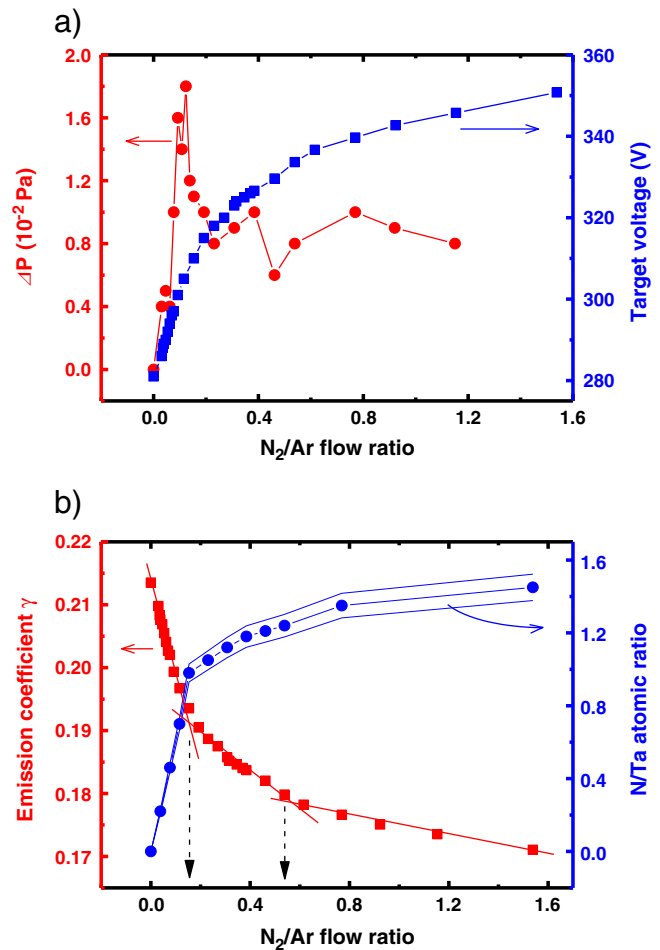 a)
2.0
1.6
1.2
0.8
0.4
0.0
ΔP (10⁻² Pa)
360
340
320
300
280
Target voltage (V)
0.0 0.4 0.8 1.2 1.6
N₂/Ar flow ratio
b)
0.22
0.21
0.20
0.19
0.18
0.17
Emission coefficient γ
1.6
1.2
0.8
0.4
0.0
N/Ta atomic ratio
0.0 0.4 0.8 1.2 1.6
N₂/Ar flow ratio